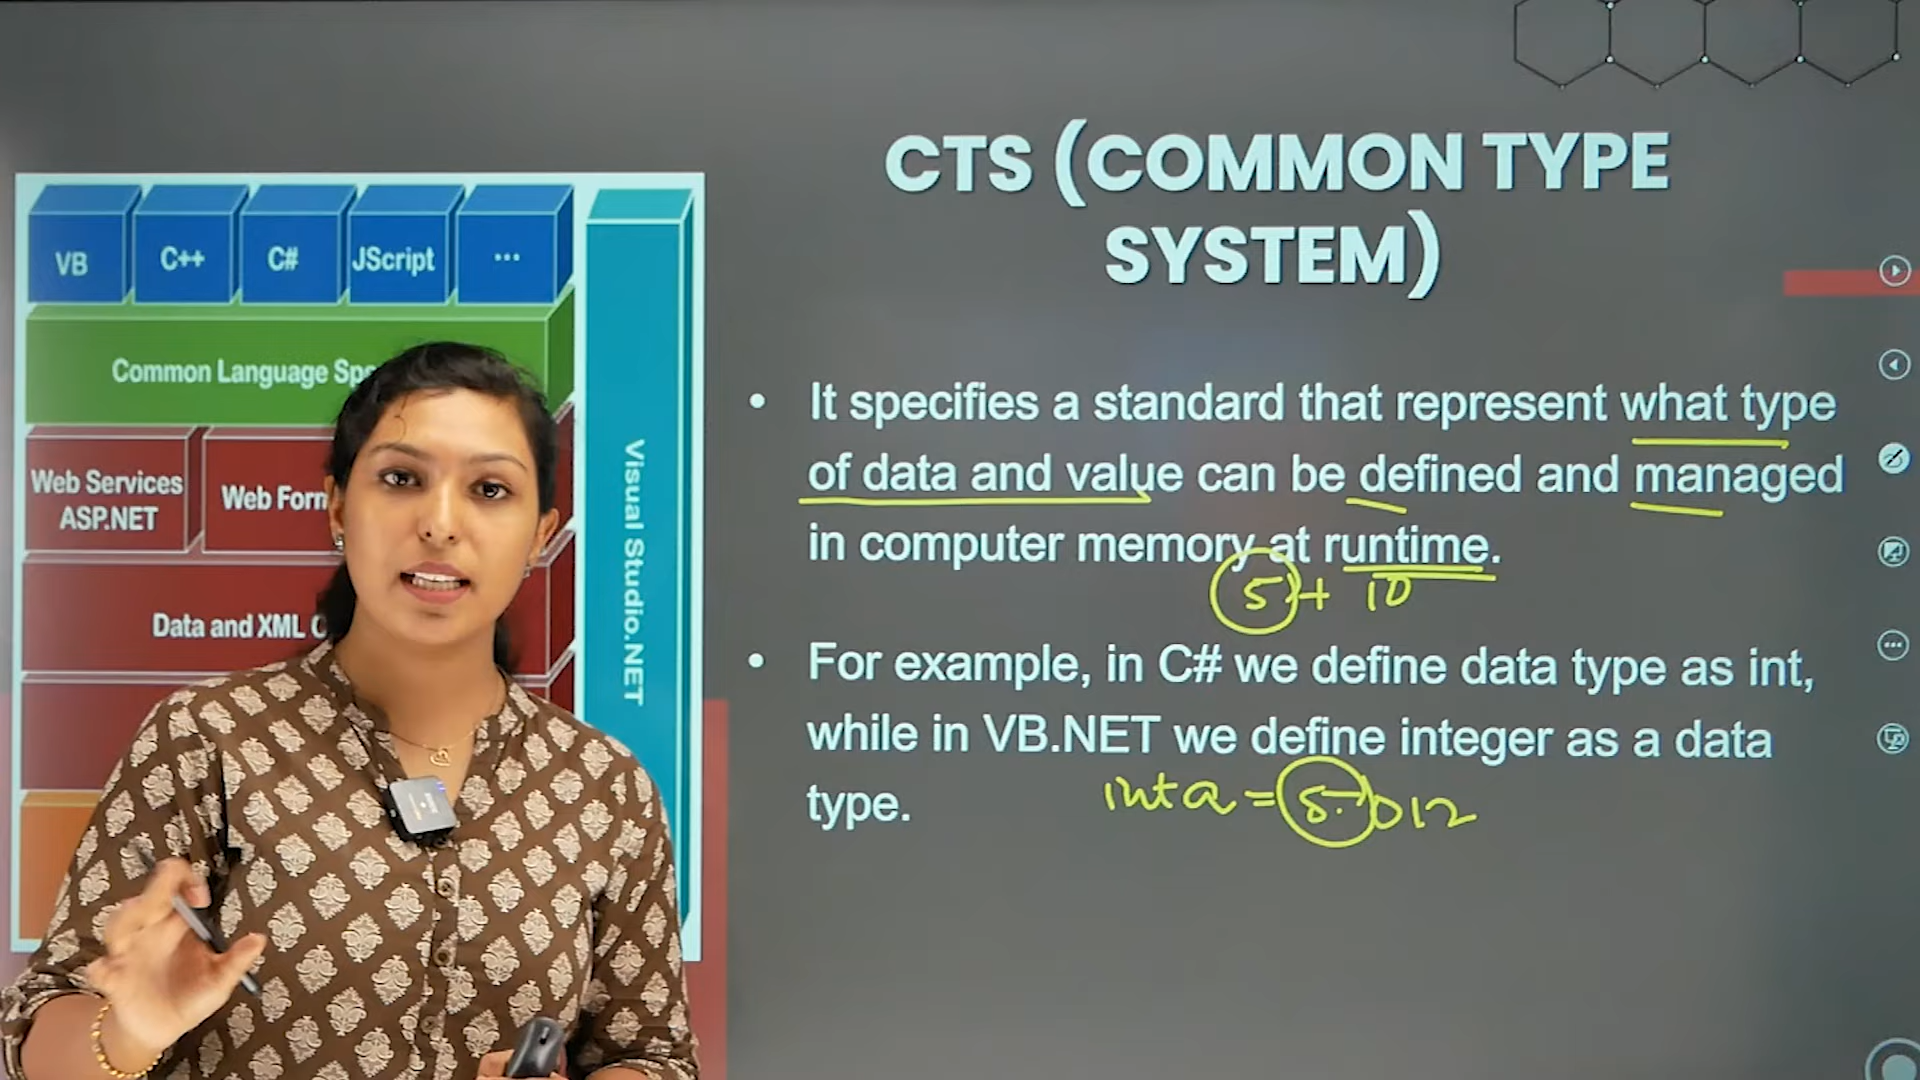 CTS (COMMON TYPE
SYSTEM)
VB
C++
C#
JScript
...
Common Language Spe
Web Services
ASP.NET
Web Form
Data and XML C
Visual Studio.NET
• It specifies a standard that represent what type
of data and value can be defined and managed
in computer memory at runtime.
5 + 10
• For example, in C# we define data type as int,
while in VB.NET we define integer as a data
type.
int a = 5.012